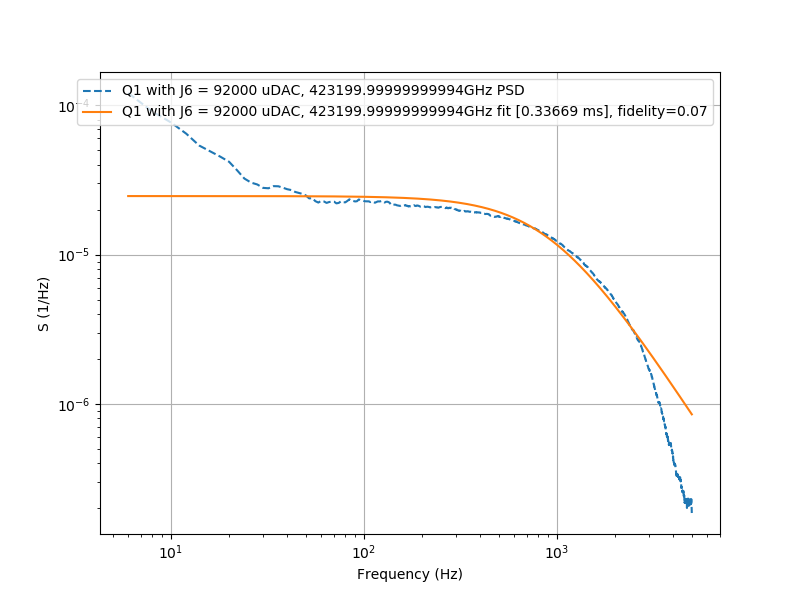 Q1 with J6 = 92000 uDAC, 423199.99999999994GHz PSD
Q1 with J6 = 92000 uDAC, 423199.99999999994GHz fit [0.33669 ms], fidelity=0.07
10⁻⁴
10⁻⁵
10⁻⁶
S (1/Hz)
10¹ 10² 10³
Frequency (Hz)